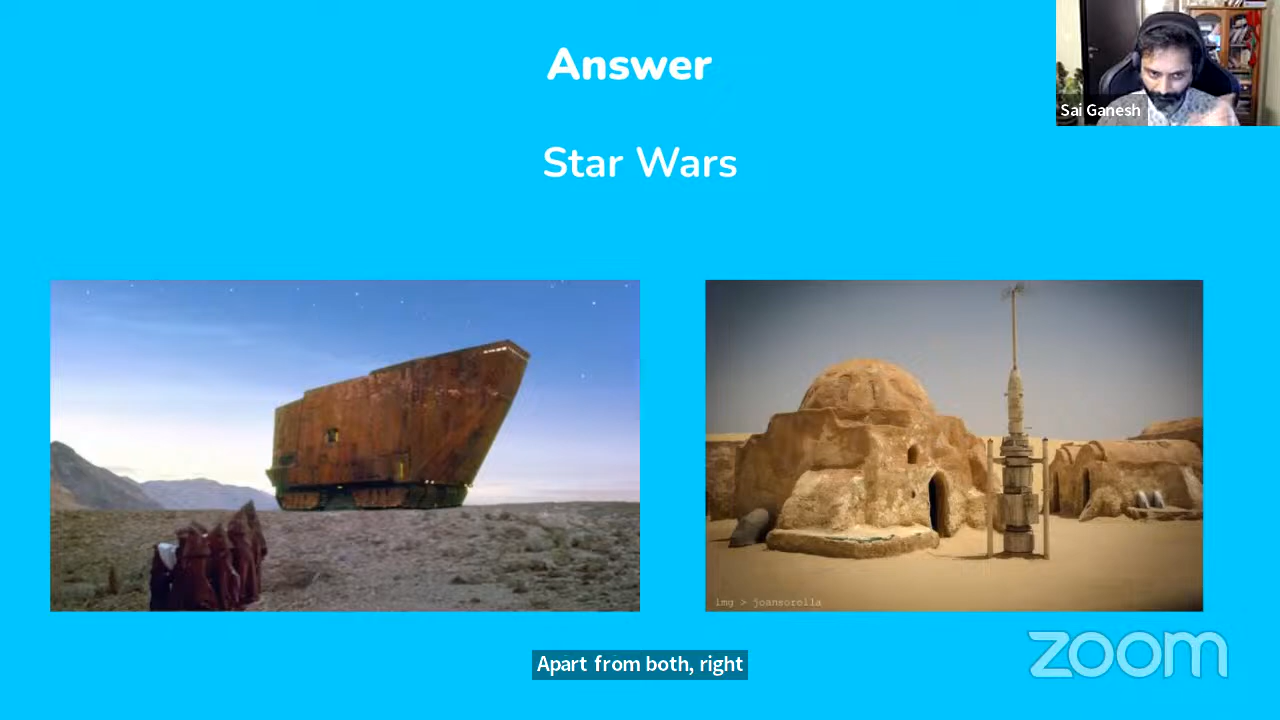 Answer
Sai Ganesh
Star Wars
img > joansorolla
Apart from both, right
zoom